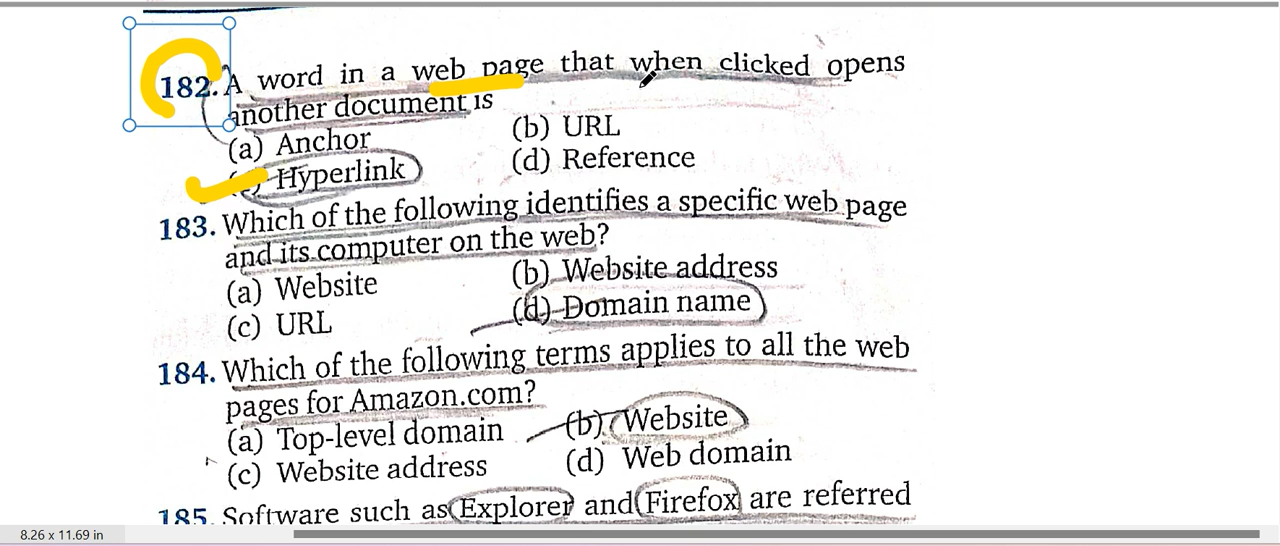 182. A word in a web page that when clicked opens
another document is
(a) Anchor (b) URL
(c) Hyperlink (d) Reference
183. Which of the following identifies a specific web page
and its computer on the web?
(a) Website (b) Website address
(c) URL (d) Domain name
184. Which of the following terms applies to all the web
pages for Amazon.com?
(a) Top-level domain (b) Website
(c) Website address (d) Web domain
185. Software such as Explorer and Firefox are referred
8.26 x 11.69 in